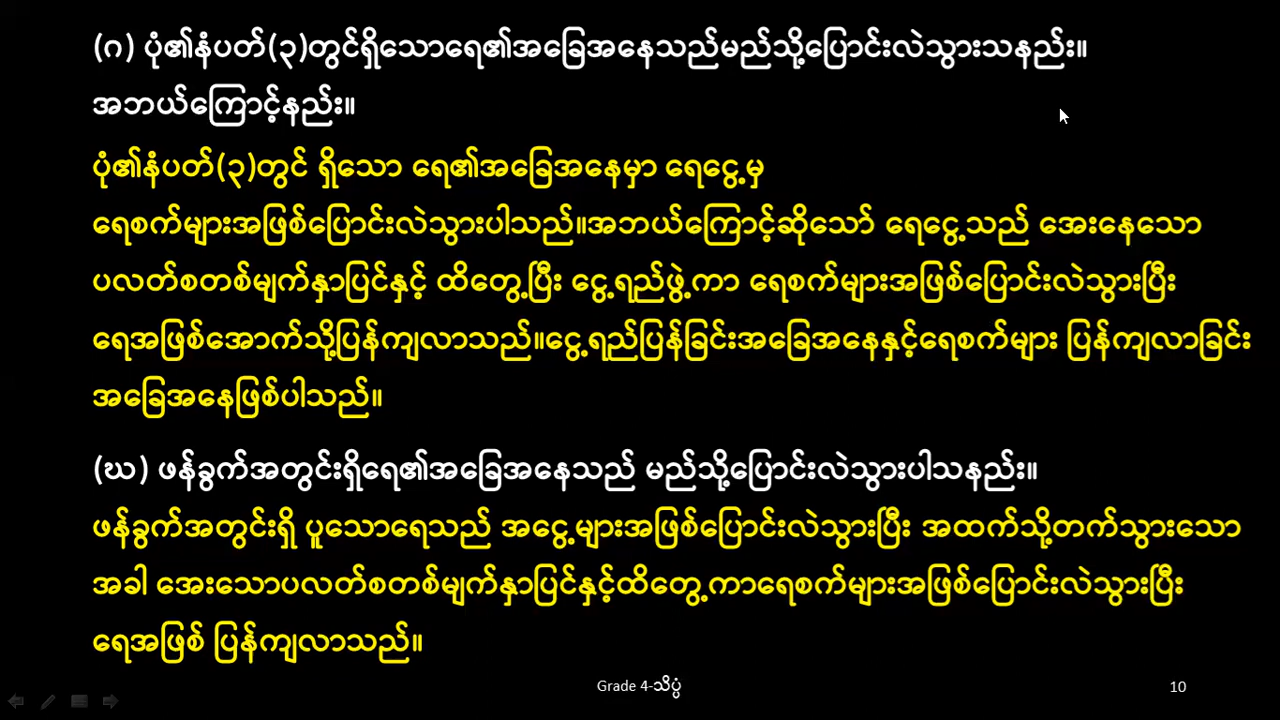 (ဂ) ပုံ၏နံပတ်(၃)တွင်ရှိသောရေ၏အခြေအနေသည်မည်သို့ပြောင်းလဲသွားသနည်း။
အဘယ်ကြောင့်နည်း။
ပုံ၏နံပတ်(၃)တွင် ရှိသော ရေ၏အခြေအနေမှာ ရေငွေ့မှ
ရေစက်များအဖြစ်ပြောင်းလဲသွားပါသည်။အဘယ်ကြောင့်ဆိုသော် ရေငွေ့သည် အေးနေသော
ပလတ်စတစ်မျက်နှာပြင်နှင့် ထိတွေ့ပြီး ငွေ့ရည်ဖွဲ့ကာ ရေစက်များအဖြစ်ပြောင်းလဲသွားပြီး
ရေအဖြစ်အောက်သို့ပြန်ကျလာသည်။ငွေ့ရည်ပြန်ခြင်းအခြေအနေနှင့်ရေစက်များ ပြန်ကျလာခြင်း
အခြေအနေဖြစ်ပါသည်။
(ဃ) ဖန်ခွက်အတွင်းရှိရေ၏အခြေအနေသည် မည်သို့ပြောင်းလဲသွားပါသနည်း။
ဖန်ခွက်အတွင်းရှိ ပူသောရေသည် အငွေ့များအဖြစ်ပြောင်းလဲသွားပြီး အထက်သို့တက်သွားသော
အခါ အေးသောပလတ်စတစ်မျက်နှာပြင်နှင့်ထိတွေ့ကာရေစက်များအဖြစ်ပြောင်းလဲသွားပြီး
ရေအဖြစ် ပြန်ကျလာသည်။
Grade 4-သိပ္ပံ
10